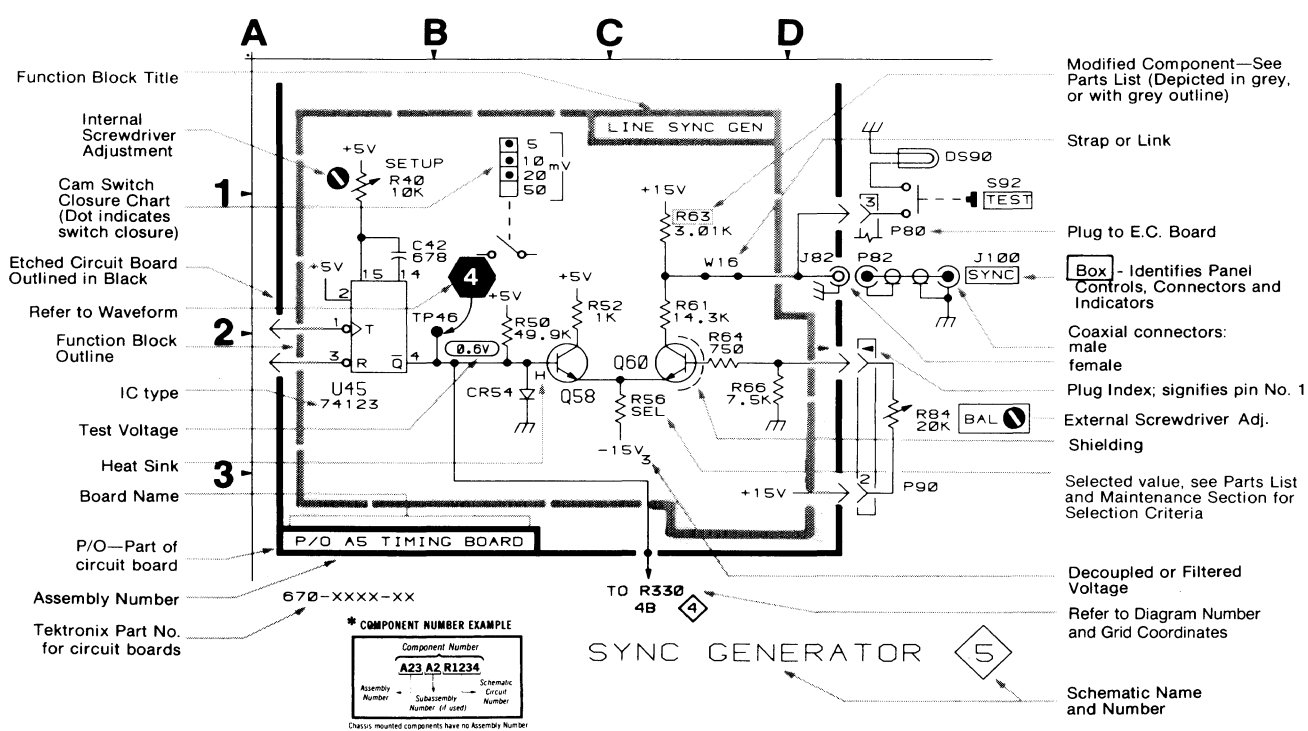 A
B
C
D
1
2
3
Function Block Title
Internal
Screwdriver
Adjustment
Cam Switch
Closure Chart
(Dot indicates
switch closure)
Etched Circuit Board
Outlined in Black
Refer to Waveform
Function Block
Outline
IC type
Test Voltage
Heat Sink
Board Name
P/O—Part of
circuit board
Assembly Number
Tektronix Part No.
for circuit boards
LINE SYNC GEN
+5V
SETUP
R40
10K
5
10
20
50
mV
C42
678
+5V
15
14
2
1
T
3
R
Q
4
U45
74123
4
TP46
0.6V
+5V
R50
49.9K
H
CR54
+5V
R52
1K
Q58
Q60
R56
SEL
-15V3
+15V
R63
3.01K
W16
R61
14.3K
R64
750
R66
7.5K
+15V
J82
P82
3
P80
DS90
S92
TEST
J100
SYNC
R84
20K
BAL
2
P90
P/O A5 TIMING BOARD
670-XXXX-XX
TO R330
4B
4
SYNC GENERATOR
5
* COMPONENT NUMBER EXAMPLE
Component Number
A23 A2 R1234
Assembly
Number
Subassembly
Number (if used)
Schematic
Circuit
Number
Chassis mounted components have no Assembly Number
Modified Component—See
Parts List (Depicted in grey,
or with grey outline)
Strap or Link
Plug to E.C. Board
Box - Identifies Panel
Controls, Connectors and
Indicators
Coaxial connectors:
male
female
Plug Index; signifies pin No. 1
External Screwdriver Adj.
Shielding
Selected value, see Parts List
and Maintenance Section for
Selection Criteria
Decoupled or Filtered
Voltage
Refer to Diagram Number
and Grid Coordinates
Schematic Name
and Number